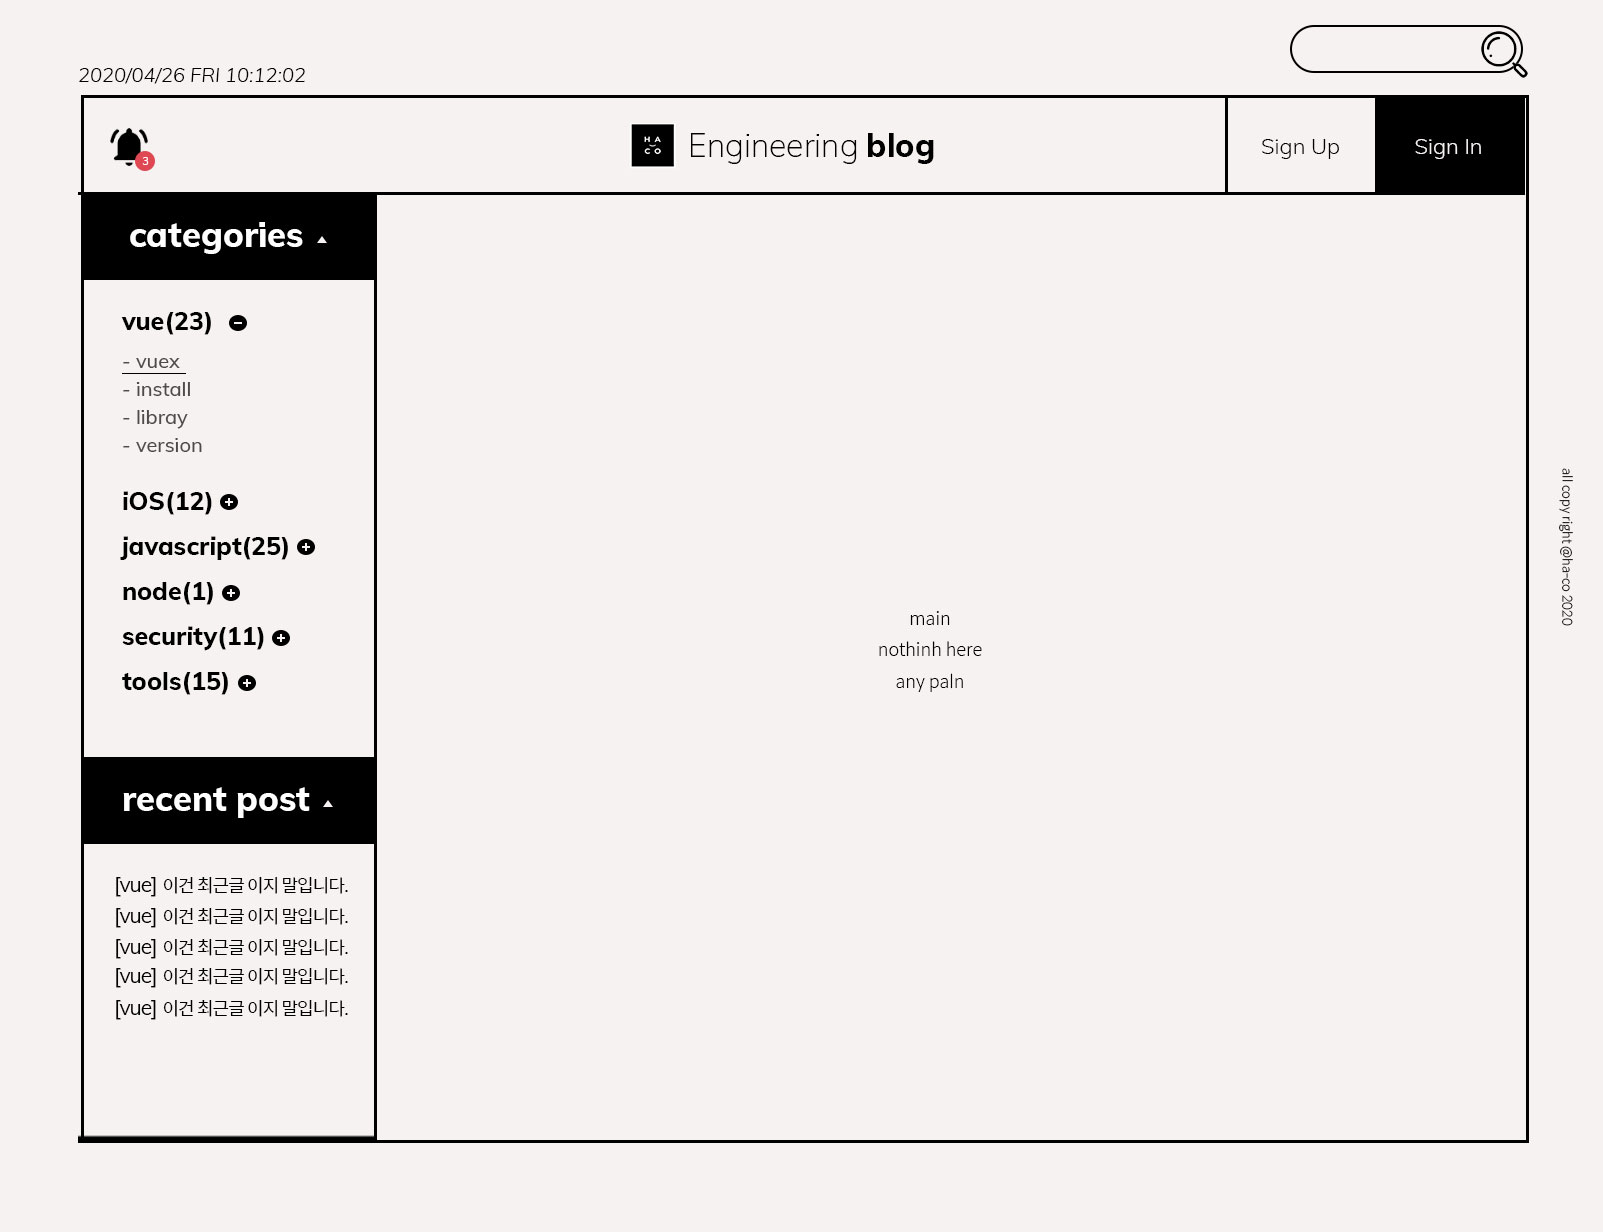 2020/04/26 FRI 10:12:02
3
HA
CO
Engineering blog
Sign Up
Sign In
categories
vue(23)
- vuex
- install
- libray
- version
iOS(12)
javascript(25)
node(1)
security(11)
tools(15)
recent post
[vue] 이건 최근글 이지 말입니다.
[vue] 이건 최근글 이지 말입니다.
[vue] 이건 최근글 이지 말입니다.
[vue] 이건 최근글 이지 말입니다.
[vue] 이건 최근글 이지 말입니다.
main
nothinh here
any paln
all copy right @ha-co 2020